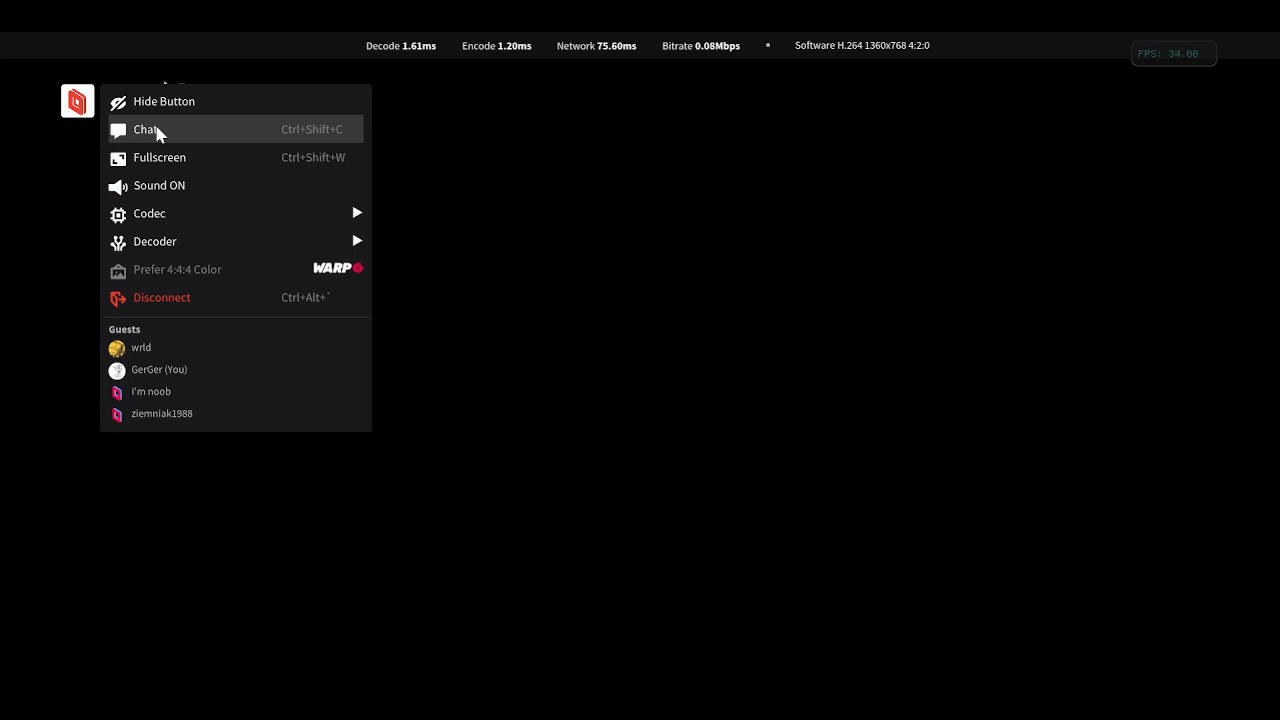 Decode 1.61ms Encode 1.20ms Network 75.60ms Bitrate 0.08Mbps • Software H.264 1360x768 4:2:0
FPS: 34.00
Hide Button
Chat Ctrl+Shift+C
Fullscreen Ctrl+Shift+W
Sound ON
Codec
Decoder
Prefer 4:4:4 Color WARP
Disconnect Ctrl+Alt+`
Guests
wrld
GerGer (You)
I'm noob
ziemniak1988